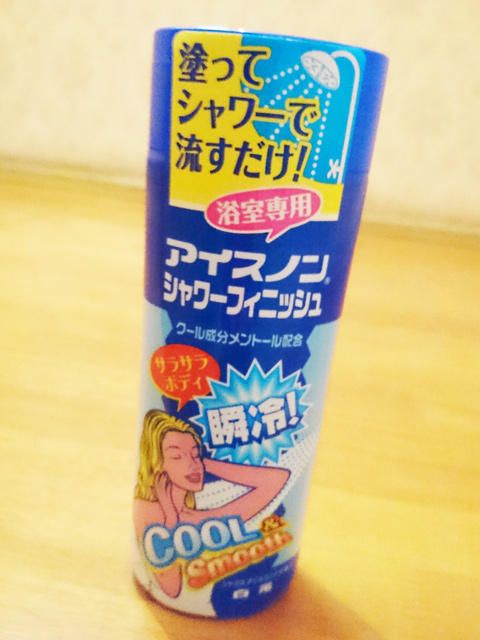 塗って
シャワーで
流すだけ!
浴室専用
アイスノン®
シャワーフィニッシュ
クール成分メントール配合
サラサラ
ボディ
瞬冷!
COOL &
Smooth